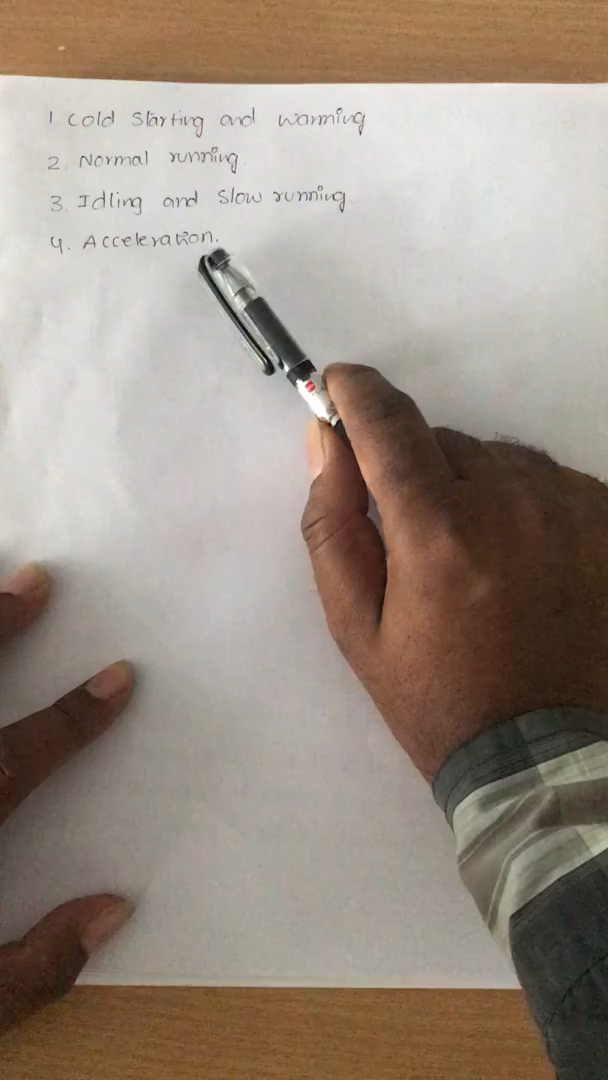 1. Cold Starting and warming
2. Normal running.
3. Idling and Slow running.
4. Acceleration.